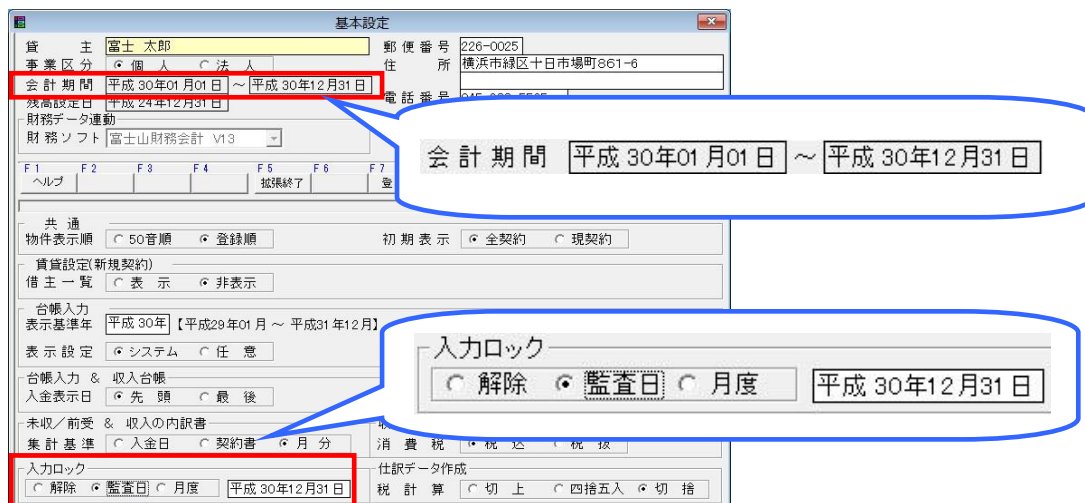 基本設定
貸 主 富士 太郎 郵便番号 226-0025
事業区分 個 人 法 人 住 所 横浜市緑区十日市場町861-6
会計期間 平成 30年01月01日 ～ 平成 30年12月31日
残高設定日 平成 24年12月31日 電話番号
財務データ連動
財務ソフト 富士山財務会計 V13
会計期間 平成 30年01月01日 ～ 平成 30年12月31日
F1 F2 F3 F4 F5 F6 F7
ヘルプ 拡張終了 登
共 通
物件表示順 50音順 登録順 初期表示 全契約 現契約
賃貸設定(新規契約)
借主一覧 表 示 非表示
台帳入力
表示基準年 平成 30年 【平成29年01月 ～ 平成31年12月】
表示設定 システム 任 意
入力ロック
解除 監査日 月度 平成 30年12月31日
台帳入力 & 収入台帳
入金表示日 先 頭 最 後
未収/前受 & 収入の内訳書
集計基準 入金日 契約書 月 分 消費税 税 込 税 抜
入力ロック 仕訳データ作成
解除 監査日 月度 平成 30年12月31日 税計算 切 上 四捨五入 切 捨